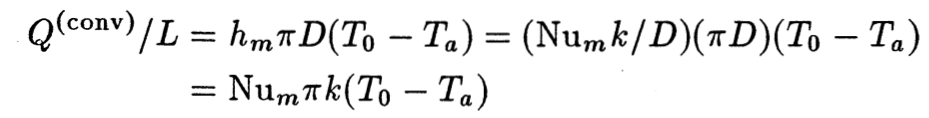 Q^{(conv)}/L = h_m πD(T_0 − T_a) = (Nu_m k/D)(πD)(T_0 − T_a)
= Nu_m πk(T_0 − T_a)